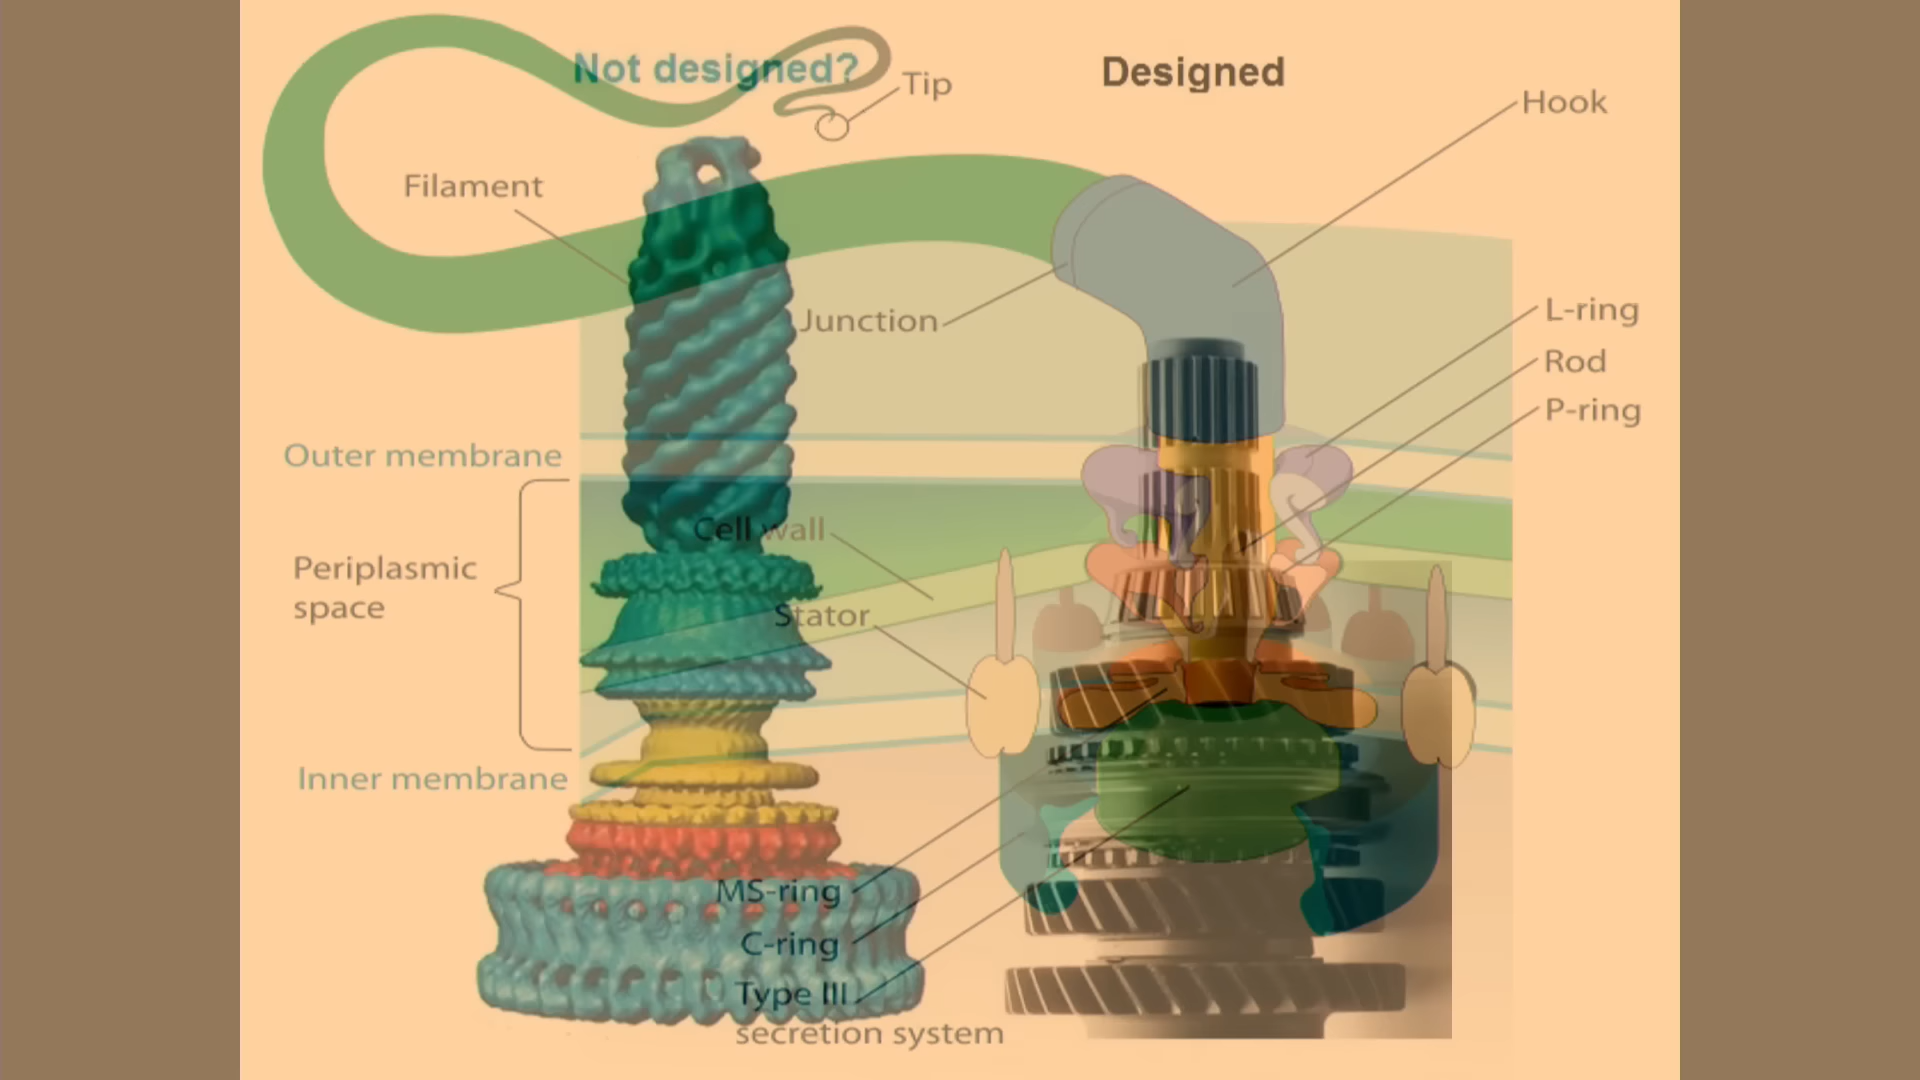 Not designed?
Designed
Tip
Hook
Filament
Junction
L-ring
Rod
P-ring
Outer membrane
Cell wall
Periplasmic
space
Stator
Inner membrane
MS-ring
C-ring
Type III
secretion system